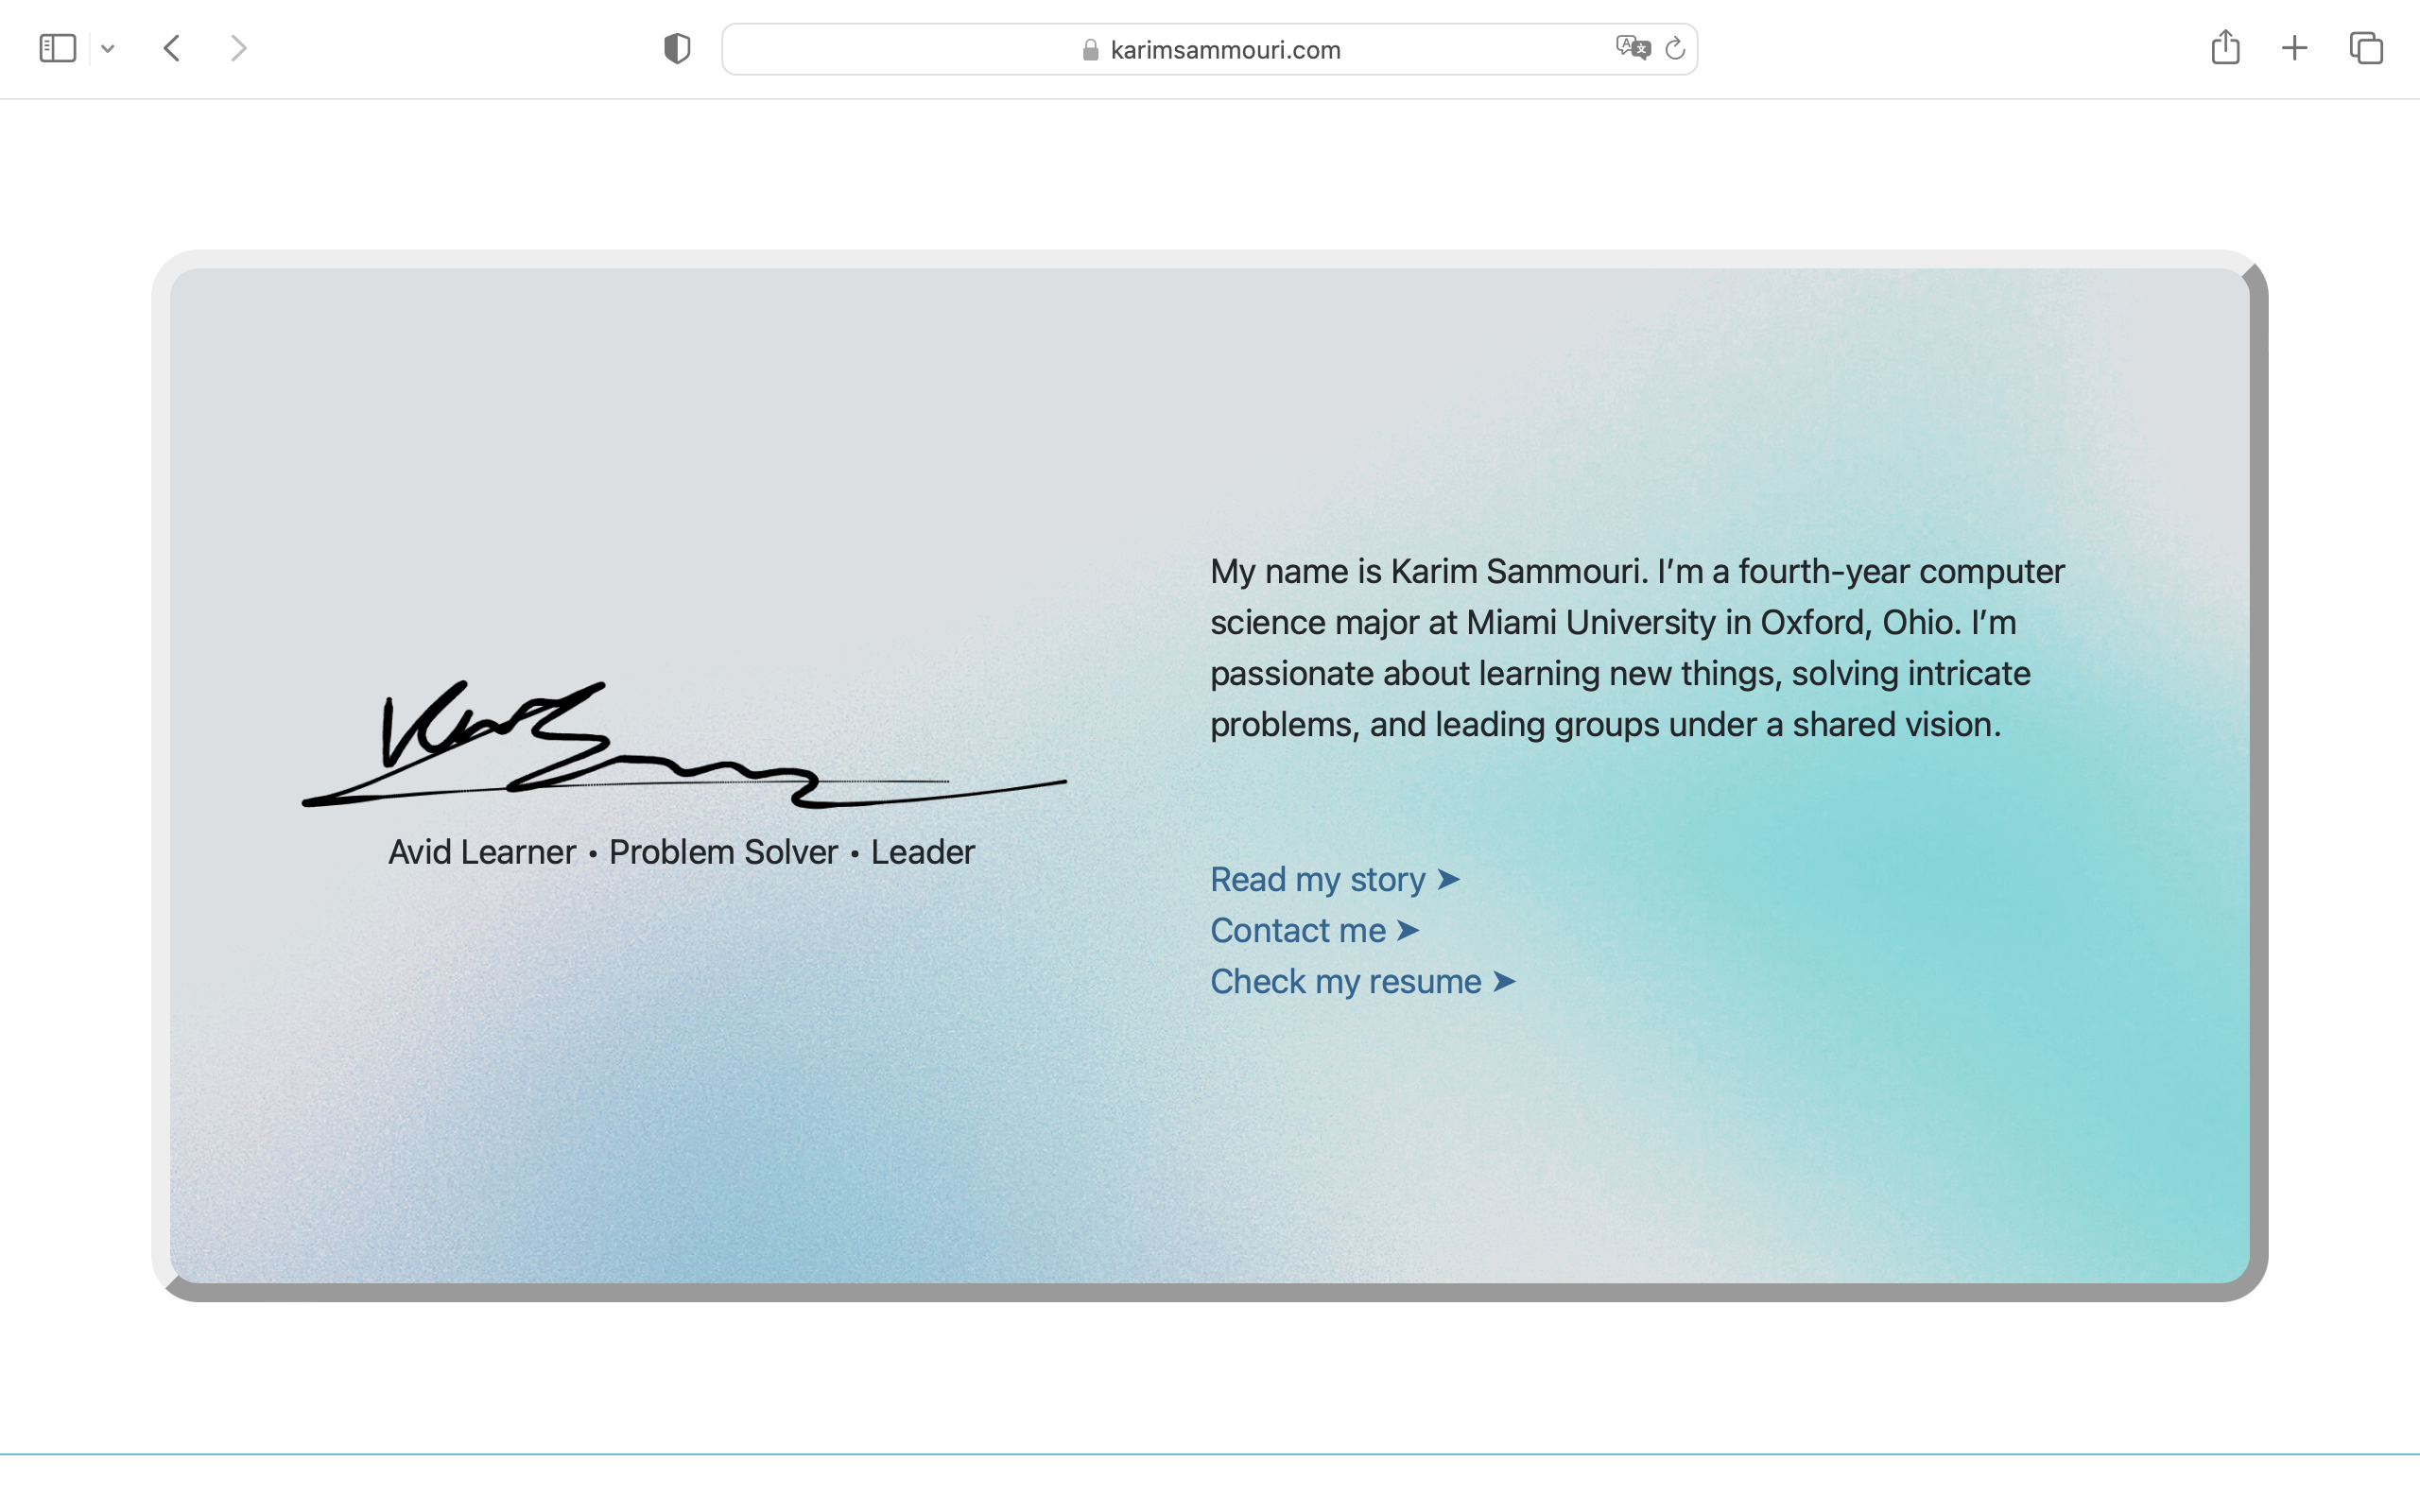 karimsammouri.com
Avid Learner • Problem Solver • Leader
My name is Karim Sammouri. I’m a fourth-year computer
science major at Miami University in Oxford, Ohio. I’m
passionate about learning new things, solving intricate
problems, and leading groups under a shared vision.
Read my story ➤
Contact me ➤
Check my resume ➤